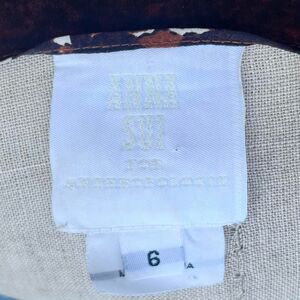 ANNA
SUI
FOR
ANTHROPOLOGIE
6
A